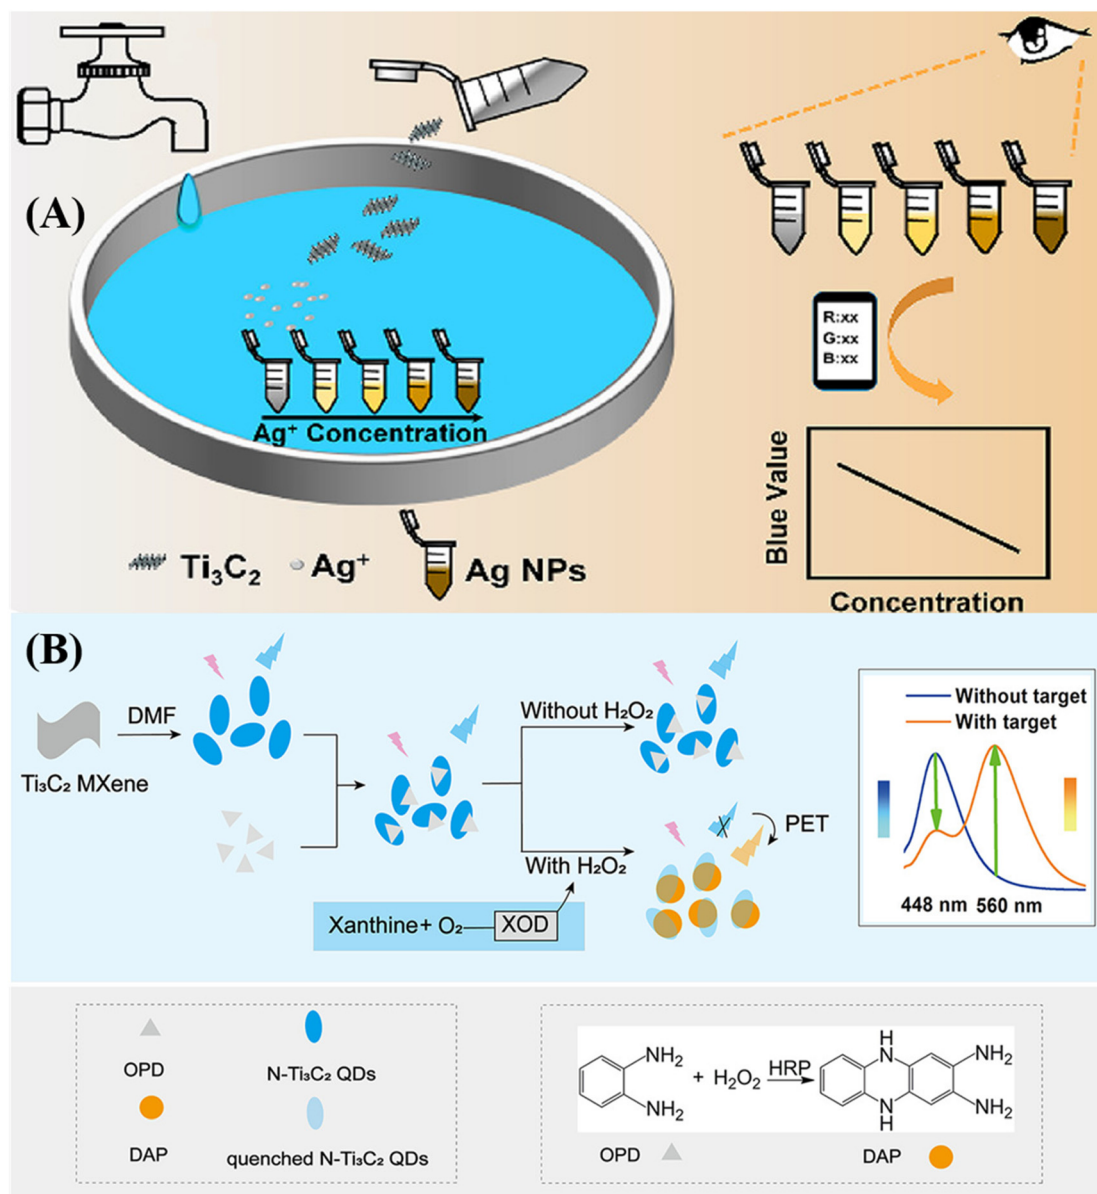 (A)
R:xx
G:xx
B:xx
Ag⁺ Concentration
Ti₃C₂
Ag⁺
Ag NPs
Blue Value
Concentration
(B)
DMF
Ti₃C₂ MXene
Without H₂O₂
With H₂O₂
PET
Xanthine+ O₂
XOD
Without target
With target
448 nm
560 nm
OPD
N-Ti₃C₂ QDs
DAP
quenched N-Ti₃C₂ QDs
NH₂
NH₂
+ H₂O₂
HRP
H
N
N
H
NH₂
NH₂
OPD
DAP